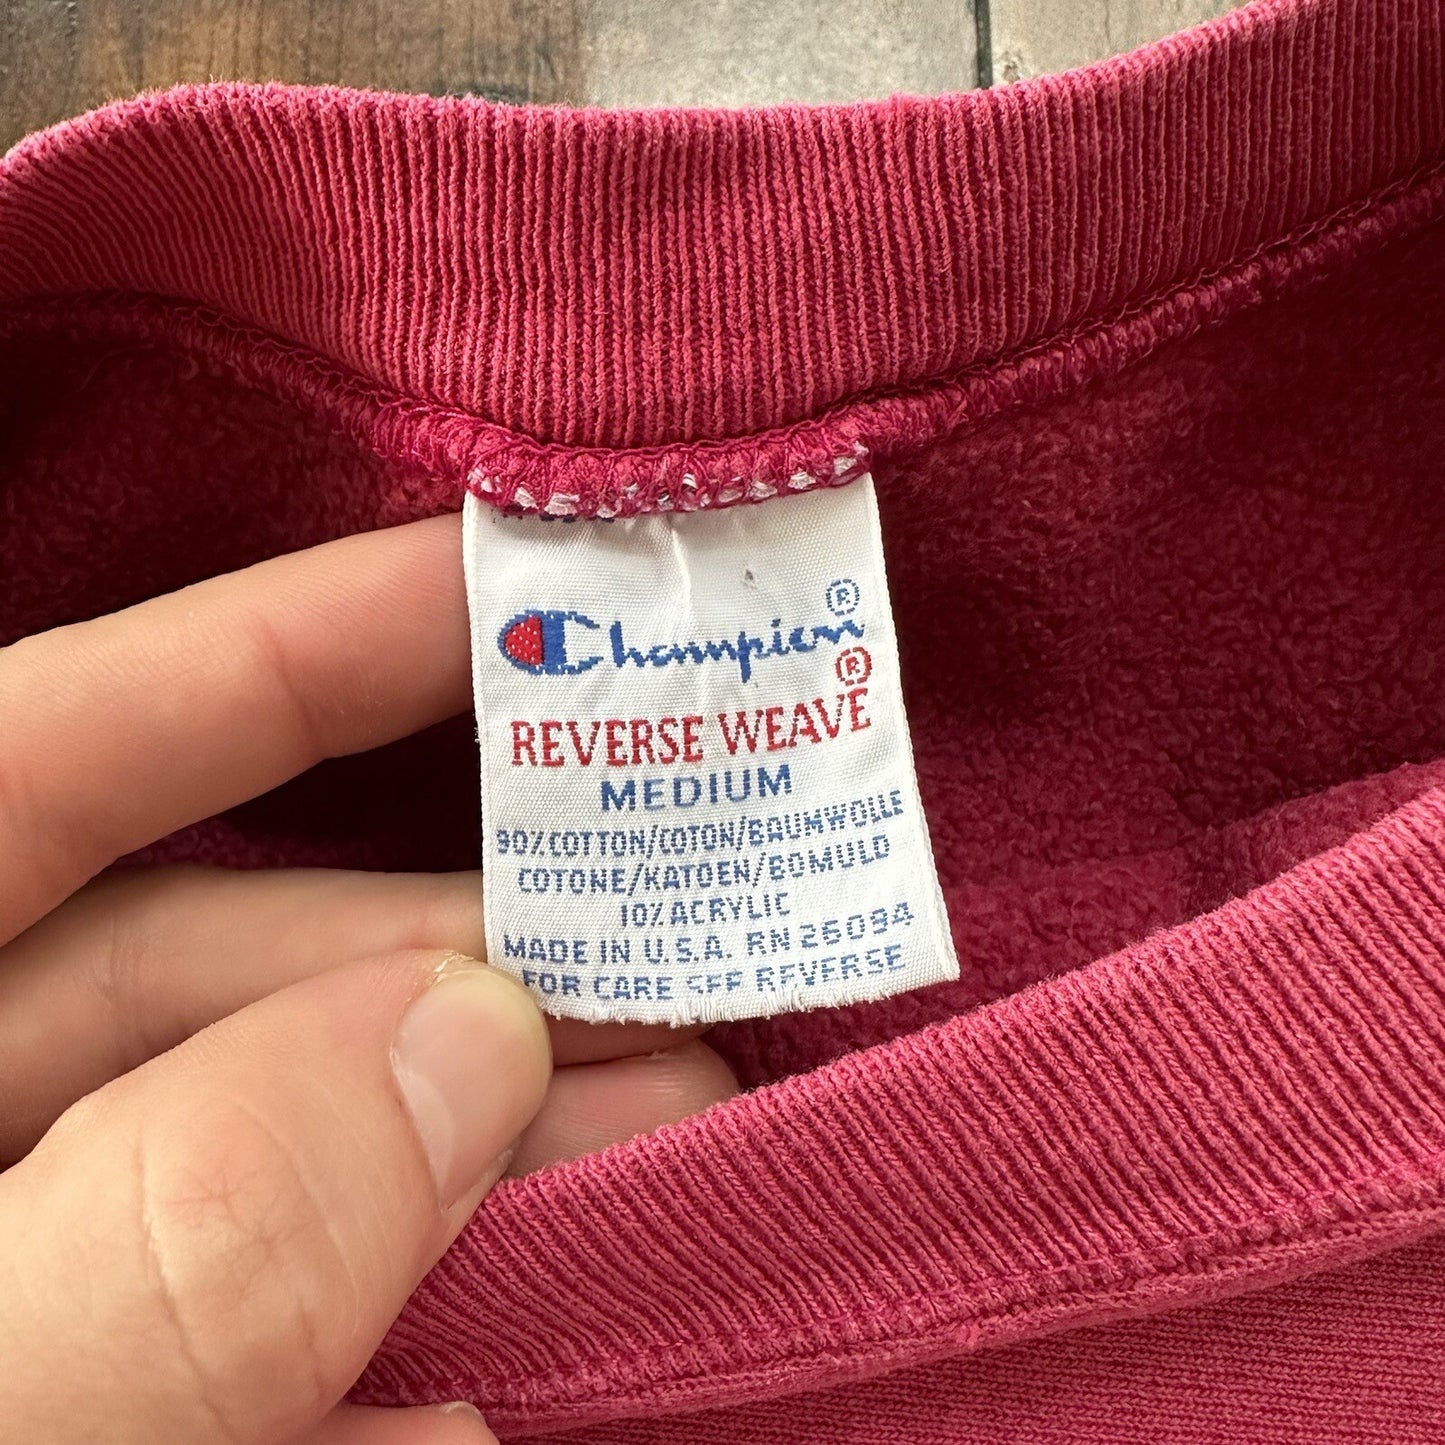 Champion®
REVERSE WEAVE®
MEDIUM
90% COTTON/COTON/BAUMWOLLE
COTONE/KATOEN/BOMULD
10% ACRYLIC
MADE IN U.S.A. RN 26094
FOR CARE SEE REVERSE